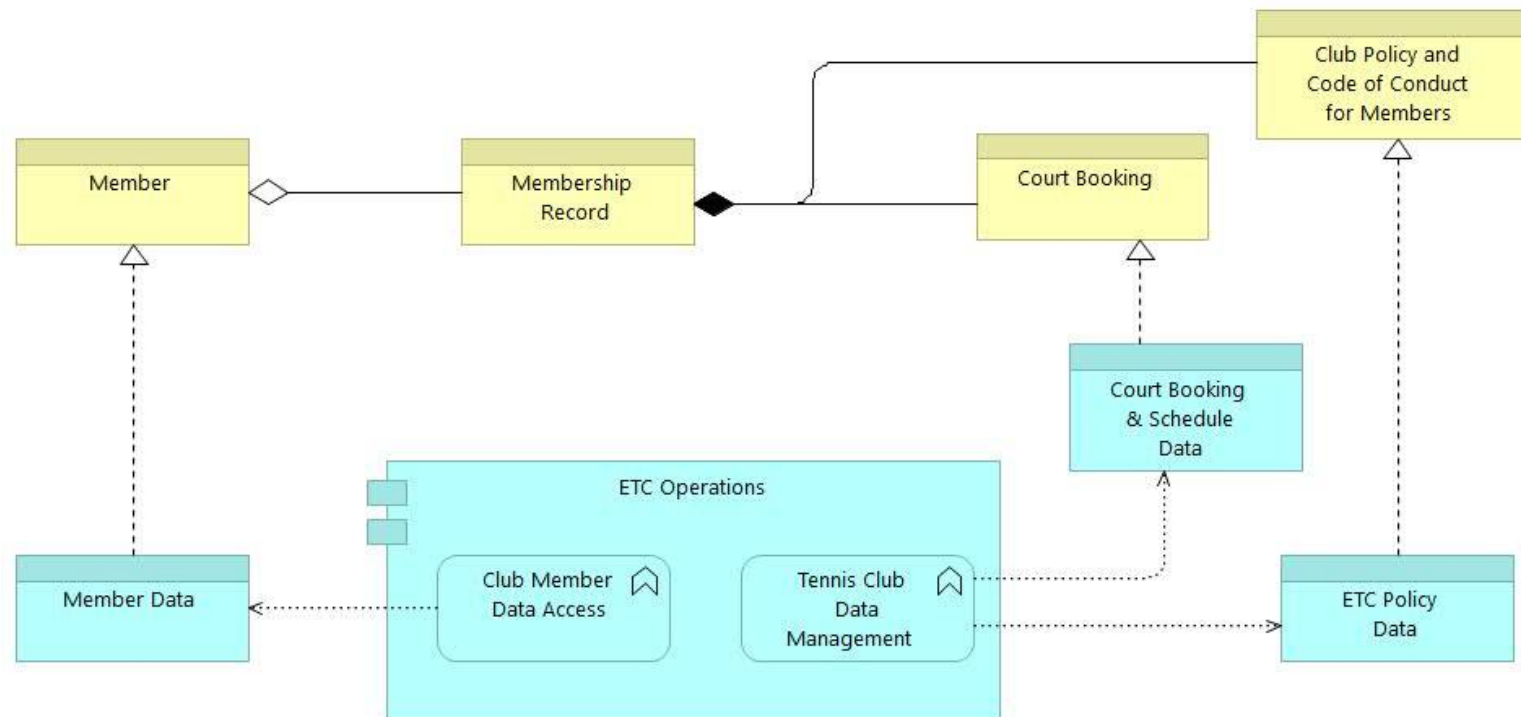 Club Policy and
Code of Conduct
for Members
Member
Membership
Record
Court Booking
Court Booking
& Schedule
Data
ETC Operations
Member Data
Club Member
Data Access
Tennis Club
Data
Management
ETC Policy
Data